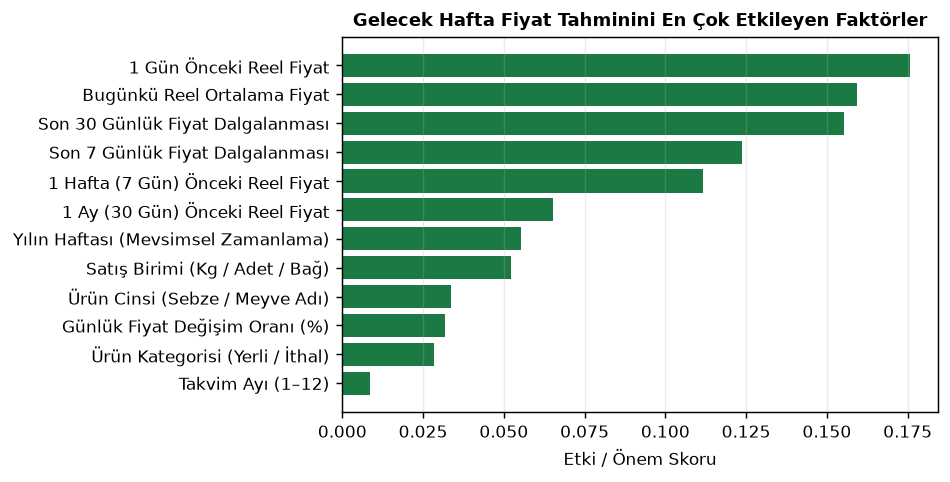 Gelecek Hafta Fiyat Tahminini En Çok Etkileyen Faktörler
1 Gün Önceki Reel Fiyat
Bugünkü Reel Ortalama Fiyat
Son 30 Günlük Fiyat Dalgalanması
Son 7 Günlük Fiyat Dalgalanması
1 Hafta (7 Gün) Önceki Reel Fiyat
1 Ay (30 Gün) Önceki Reel Fiyat
Yılın Haftası (Mevsimsel Zamanlama)
Satış Birimi (Kg / Adet / Bağ)
Ürün Cinsi (Sebze / Meyve Adı)
Günlük Fiyat Değişim Oranı (%)
Ürün Kategorisi (Yerli / İthal)
Takvim Ayı (1–12)
0.000 0.025 0.050 0.075 0.100 0.125 0.150 0.175
Etki / Önem Skoru